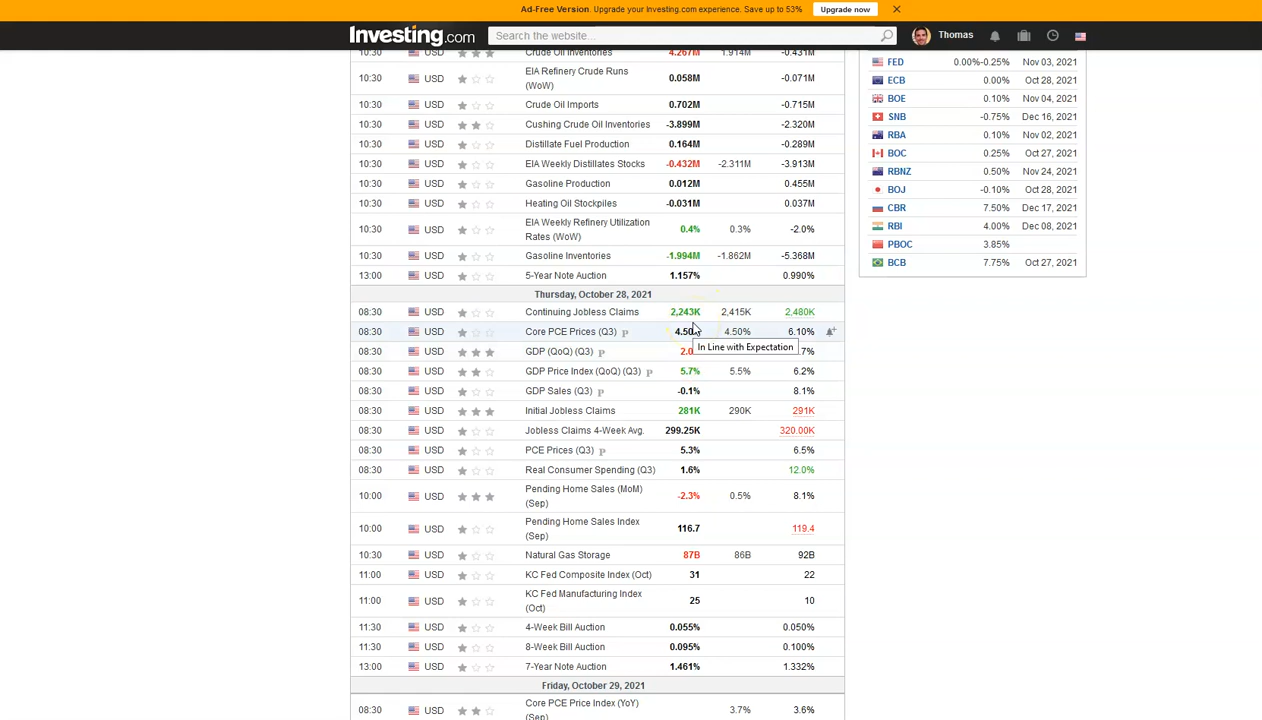 Ad-Free Version. Upgrade your Investing.com experience. Save up to 53% Upgrade now
Investing.com Search the website... Thomas
10:30 USD Crude Oil Inventories 4.267M 1.914M -0.431M
10:30 USD EIA Refinery Crude Runs (WoW) 0.058M -0.071M
10:30 USD Crude Oil Imports 0.702M -0.715M
10:30 USD Cushing Crude Oil Inventories -3.899M -2.320M
10:30 USD Distillate Fuel Production 0.164M -0.289M
10:30 USD EIA Weekly Distillates Stocks -0.432M -2.311M -3.913M
10:30 USD Gasoline Production 0.012M 0.455M
10:30 USD Heating Oil Stockpiles -0.031M 0.037M
10:30 USD EIA Weekly Refinery Utilization Rates (WoW) 0.4% 0.3% -2.0%
10:30 USD Gasoline Inventories -1.994M -1.862M -5.368M
13:00 USD 5-Year Note Auction 1.157% 0.990%
Thursday, October 28, 2021
08:30 USD Continuing Jobless Claims 2,243K 2,415K 2,480K
08:30 USD Core PCE Prices (Q3) P 4.50% 4.50% 6.10%
In Line with Expectation
08:30 USD GDP (QoQ) (Q3) P 2.0 7%
08:30 USD GDP Price Index (QoQ) (Q3) P 5.7% 5.5% 6.2%
08:30 USD GDP Sales (Q3) P -0.1% 8.1%
08:30 USD Initial Jobless Claims 281K 290K 291K
08:30 USD Jobless Claims 4-Week Avg. 299.25K 320.00K
08:30 USD PCE Prices (Q3) P 5.3% 6.5%
08:30 USD Real Consumer Spending (Q3) 1.6% 12.0%
10:00 USD Pending Home Sales (MoM) (Sep) -2.3% 0.5% 8.1%
10:00 USD Pending Home Sales Index (Sep) 116.7 119.4
10:30 USD Natural Gas Storage 87B 86B 92B
11:00 USD KC Fed Composite Index (Oct) 31 22
11:00 USD KC Fed Manufacturing Index (Oct) 25 10
11:30 USD 4-Week Bill Auction 0.055% 0.050%
11:30 USD 8-Week Bill Auction 0.095% 0.100%
13:00 USD 7-Year Note Auction 1.461% 1.332%
Friday, October 29, 2021
08:30 USD Core PCE Price Index (YoY) (Sep) 3.7% 3.6%
FED 0.00%-0.25% Nov 03, 2021
ECB 0.00% Oct 28, 2021
BOE 0.10% Nov 04, 2021
SNB -0.75% Dec 16, 2021
RBA 0.10% Nov 02, 2021
BOC 0.25% Oct 27, 2021
RBNZ 0.50% Nov 24, 2021
BOJ -0.10% Oct 28, 2021
CBR 7.50% Dec 17, 2021
RBI 4.00% Dec 08, 2021
PBOC 3.85%
BCB 7.75% Oct 27, 2021